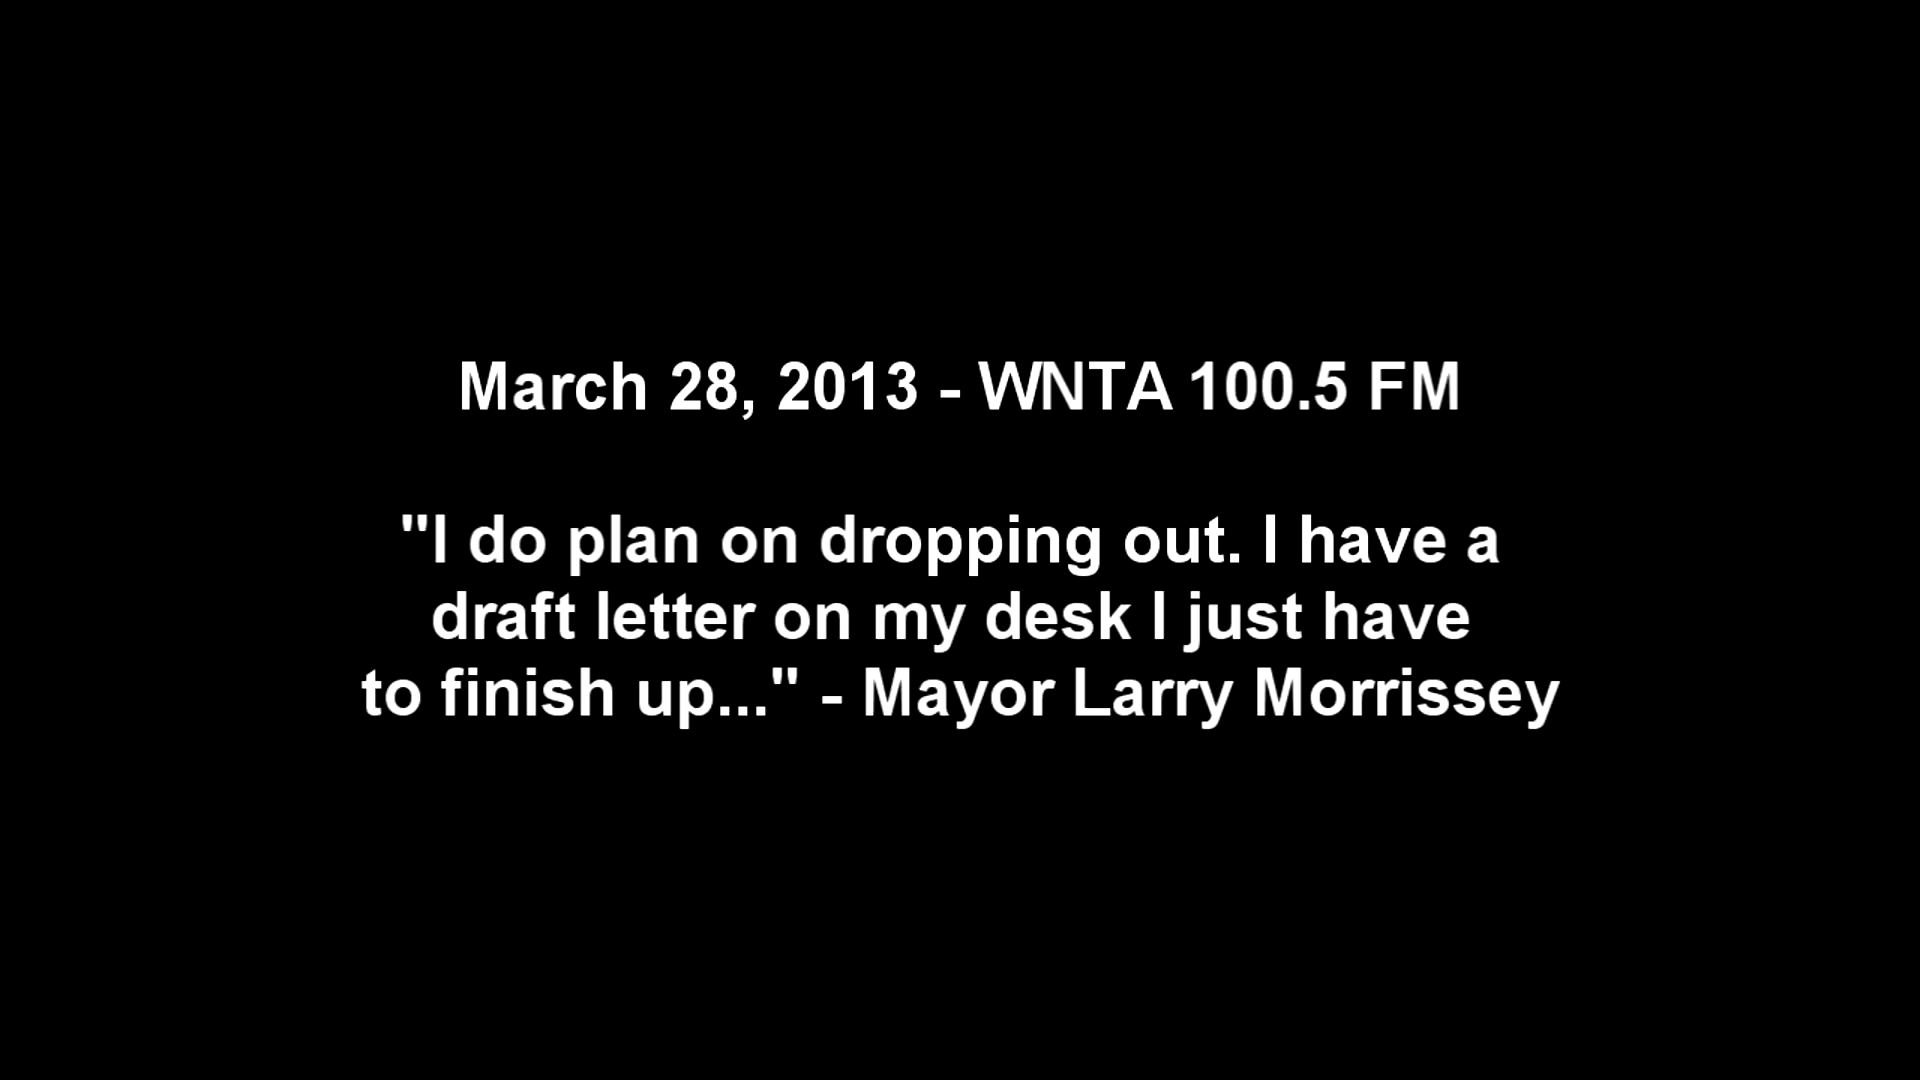 March 28, 2013 - WNTA 100.5 FM
"I do plan on dropping out. I have a
draft letter on my desk I just have
to finish up..." - Mayor Larry Morrissey